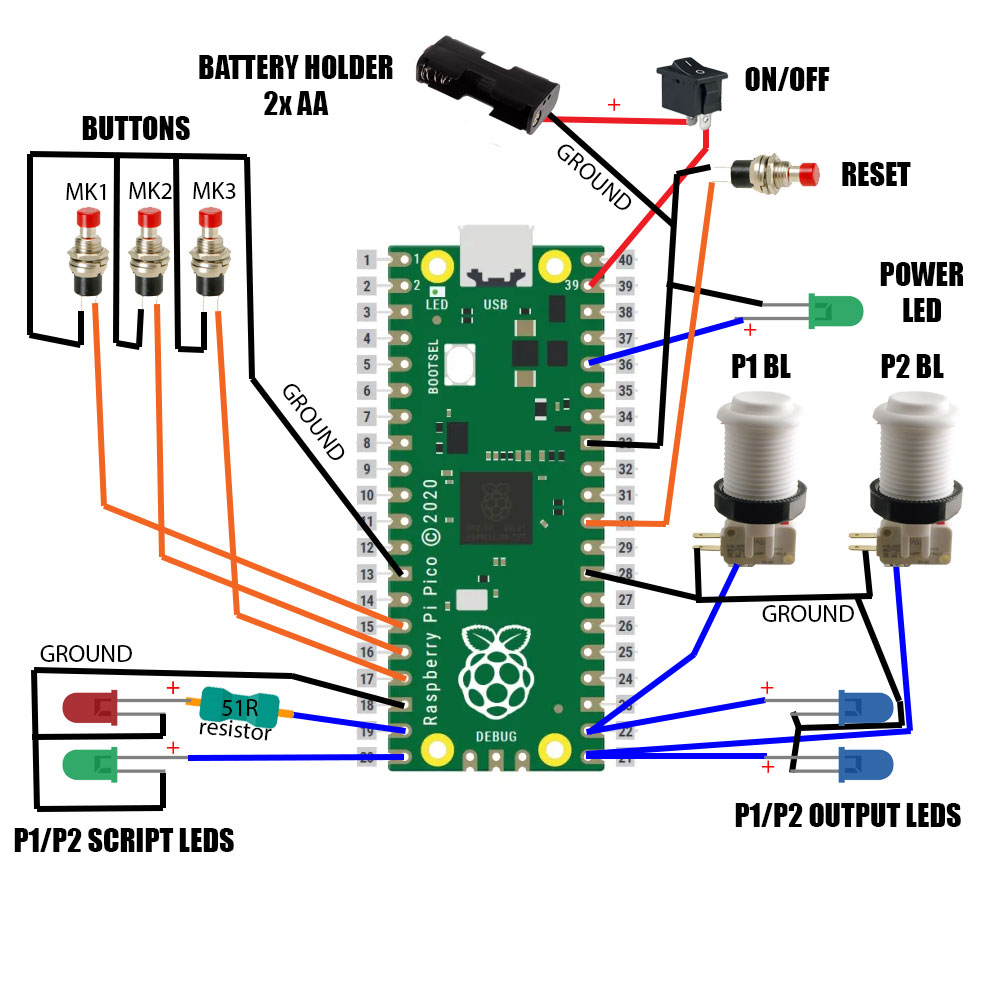 BATTERY HOLDER
2x AA
+
ON/OFF
BUTTONS
GROUND
RESET
MK1
MK2
MK3
POWER
LED
+
P1 BL
P2 BL
1
2
3
4
5
6
7
8
9
10
11
12
13
14
15
16
17
18
19
20
40
39
38
37
36
35
34
33
32
31
30
29
28
27
26
25
24
23
22
21
1
2
39
LED
USB
BOOTSEL
Raspberry Pi Pico © 2020
DEBUG
GROUND
GROUND
GROUND
+
51R
resistor
+
+
+
P1/P2 SCRIPT LEDS
P1/P2 OUTPUT LEDS